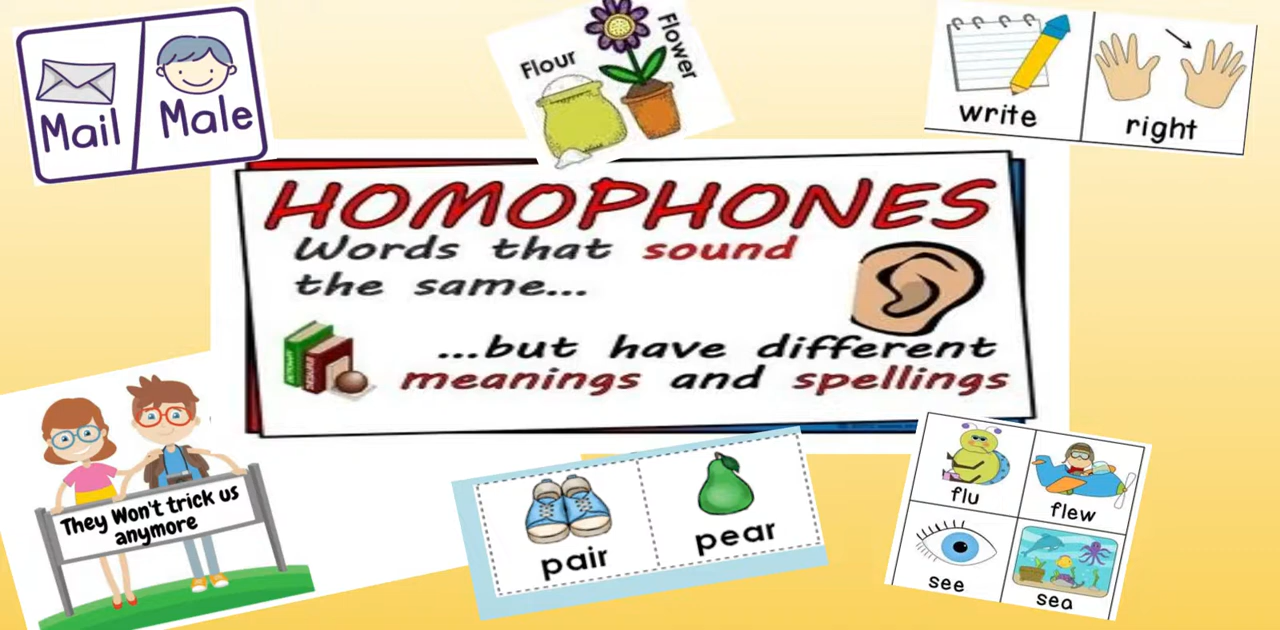 Mail Male
Flour
Flower
write right
HOMOPHONES
Words that sound
the same...
...but have different
meanings and spellings
They Won't trick us
anymore
pair pear
flu flew
see sea